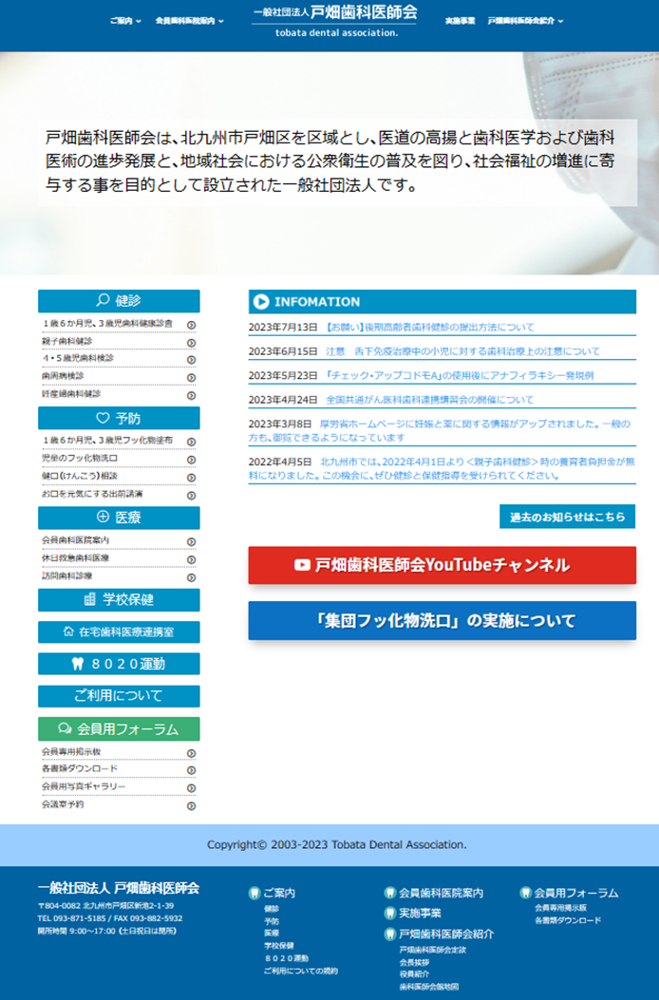 ご案内 会員歯科医院案内 一般社団法人 戸畑歯科医師会 実施事業 戸畑歯科医師会紹介
tobata dental association.
戸畑歯科医師会は、北九州市戸畑区を区域とし、医道の高揚と歯科医学および歯科
医術の進歩発展と、地域社会における公衆衛生の普及を図り、社会福祉の増進に寄
与する事を目的として設立された一般社団法人です。
健診
1歳6か月児、3歳児歯科健康診査
親子歯科健診
4・5歳児歯科検診
歯周病検診
妊産婦歯科健診
予防
1歳6か月児、3歳児フッ化物塗布
児童のフッ化物洗口
健口(けんこう)相談
お口を元気にする出前講演
医療
会員歯科医院案内
休日救急歯科医療
訪問歯科診療
学校保健
在宅歯科医療連携室
8020運動
ご利用について
会員用フォーラム
会員専用掲示板
各書類ダウンロード
会員用写真ギャラリー
会議室予約
INFOMATION
2023年7月13日 【お願い】後期高齢者歯科健診の提出方法について
2023年6月15日 注意 舌下免疫治療中の小児に対する歯科治療上の注意について
2023年5月23日 「チェック・アップコドモA」の使用後にアナフィラキシー発現例
2023年4月24日 全国共通がん医科歯科連携講習会の開催について
2023年3月8日 厚労省ホームページに妊娠と薬に関する情報がアップされました。一般の
方も、御覧できるようになっています
2022年4月5日 北九州市では、2022年4月1日より＜親子歯科健診＞時の養育者負担金が無
料になりました。この機会に、ぜひ健診と保健指導を受けられてください。
過去のお知らせはこちら
戸畑歯科医師会YouTubeチャンネル
「集団フッ化物洗口」の実施について
Copyright© 2003-2023 Tobata Dental Association.
一般社団法人 戸畑歯科医師会
〒804-0082 北九州市戸畑区新池2-1-39
TEL 093-871-5185 / FAX 093-882-5932
開所時間 9:00～17:00 (土日祝日は閉所)
ご案内
健診
予防
医療
学校保健
8020運動
ご利用についての規約
会員歯科医院案内
実施事業
戸畑歯科医師会紹介
戸畑歯科医師会定款
会長挨拶
役員紹介
歯科医師会館地図
会員用フォーラム
会員専用掲示板
各書類ダウンロード